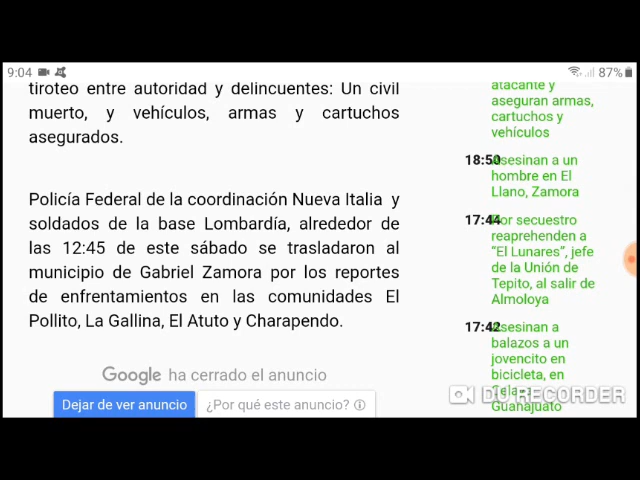 9:04
87%
tiroteo entre autoridad y delincuentes: Un civil
muerto, y vehículos, armas y cartuchos
asegurados.
Policía Federal de la coordinación Nueva Italia y
soldados de la base Lombardía, alrededor de
las 12:45 de este sábado se trasladaron al
municipio de Gabriel Zamora por los reportes
de enfrentamientos en las comunidades El
Pollito, La Gallina, El Atuto y Charapendo.
Google ha cerrado el anuncio
Dejar de ver anuncio
¿Por qué este anuncio?
atacante y
aseguran armas,
cartuchos y
vehículos
18:50
Asesinan a un
hombre en El
Llano, Zamora
17:44
Por secuestro
reaprehenden a
"El Lunares", jefe
de la Unión de
Tepito, al salir de
Almoloya
17:42
Asesinan a
balazos a un
jovencito en
bicicleta, en
Celaya,
Guanajuato
DU RECORDER